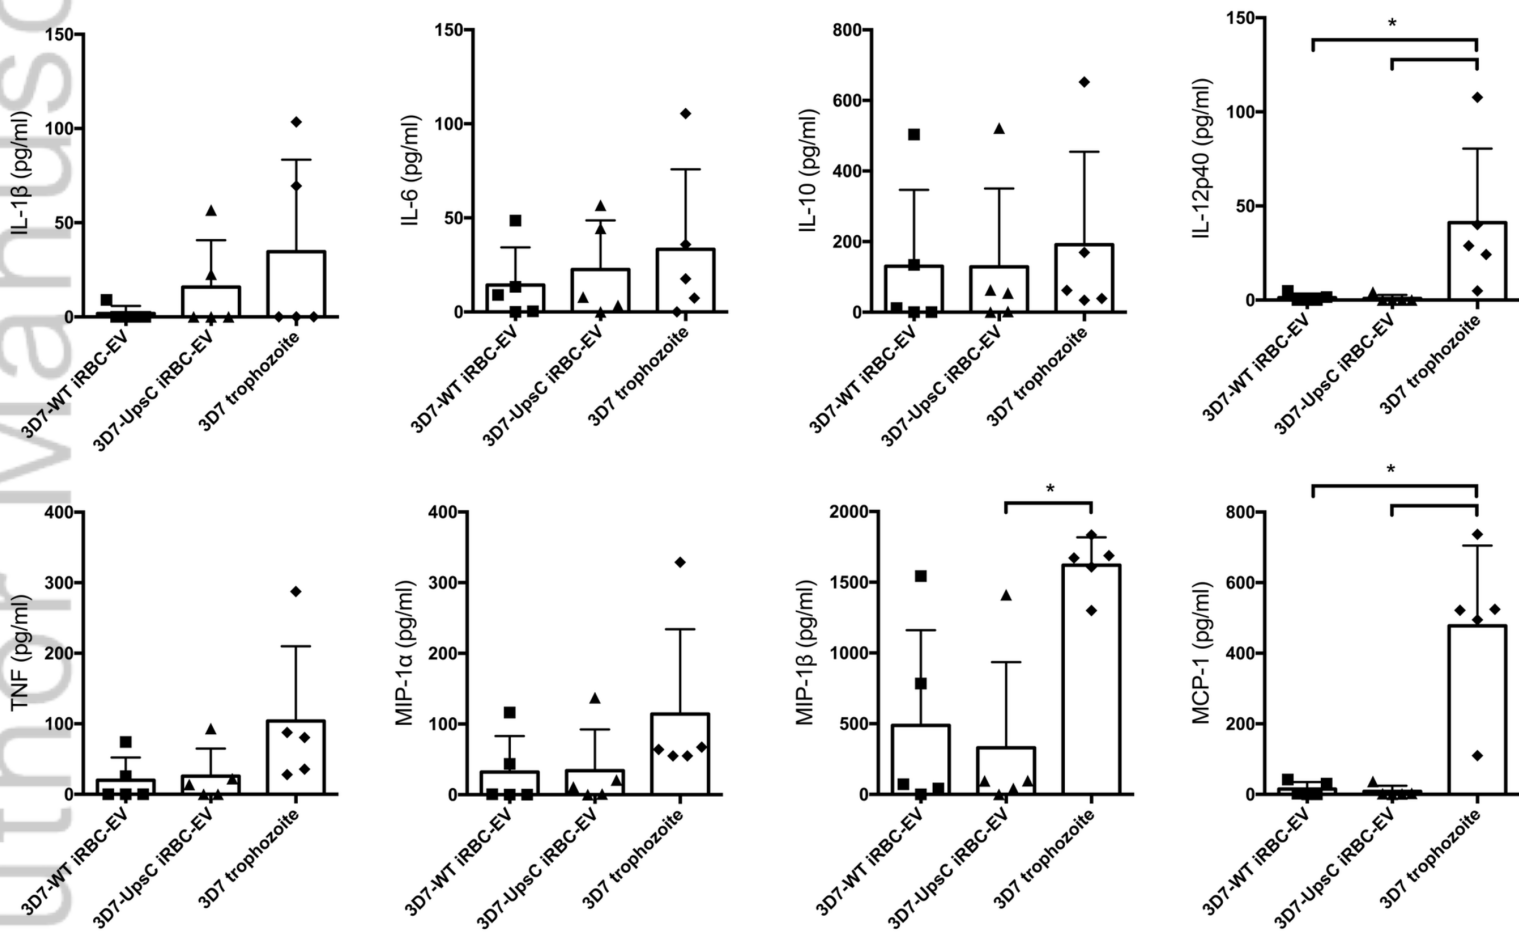 IL-1β (pg/ml)
150
100
50
0
3D7-WT iRBC-EV
3D7-UpsC iRBC-EV
3D7 trophozoite
IL-6 (pg/ml)
150
100
50
0
3D7-WT iRBC-EV
3D7-UpsC iRBC-EV
3D7 trophozoite
IL-10 (pg/ml)
800
600
400
200
0
3D7-WT iRBC-EV
3D7-UpsC iRBC-EV
3D7 trophozoite
IL-12p40 (pg/ml)
150
100
50
0
*
3D7-WT iRBC-EV
3D7-UpsC iRBC-EV
3D7 trophozoite
TNF (pg/ml)
400
300
200
100
0
3D7-WT iRBC-EV
3D7-UpsC iRBC-EV
3D7 trophozoite
MIP-1α (pg/ml)
400
300
200
100
0
3D7-WT iRBC-EV
3D7-UpsC iRBC-EV
3D7 trophozoite
MIP-1β (pg/ml)
2000
1500
1000
500
0
*
3D7-WT iRBC-EV
3D7-UpsC iRBC-EV
3D7 trophozoite
MCP-1 (pg/ml)
800
600
400
200
0
*
3D7-WT iRBC-EV
3D7-UpsC iRBC-EV
3D7 trophozoite